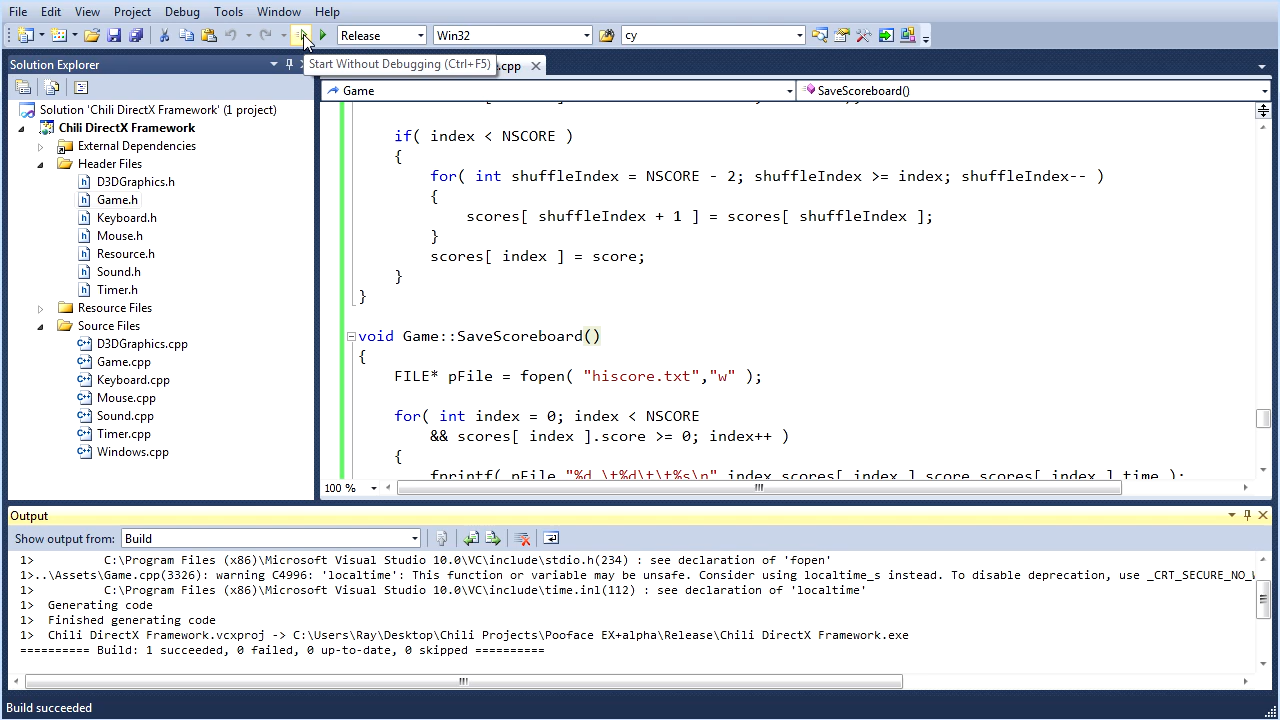 File Edit View Project Debug Tools Window Help
Release Win32 cy
Solution Explorer
Start Without Debugging (Ctrl+F5)
.cpp
Game SaveScoreboard()
Solution 'Chili DirectX Framework' (1 project)
Chili DirectX Framework
External Dependencies
Header Files
D3DGraphics.h
Game.h
Keyboard.h
Mouse.h
Resource.h
Sound.h
Timer.h
Resource Files
Source Files
D3DGraphics.cpp
Game.cpp
Keyboard.cpp
Mouse.cpp
Sound.cpp
Timer.cpp
Windows.cpp
if( index < NSCORE )
{
for( int shuffleIndex = NSCORE - 2; shuffleIndex >= index; shuffleIndex-- )
{
scores[ shuffleIndex + 1 ] = scores[ shuffleIndex ];
}
scores[ index ] = score;
}
}
void Game::SaveScoreboard()
{
FILE* pFile = fopen( "hiscore.txt","w" );
for( int index = 0; index < NSCORE
&& scores[ index ].score >= 0; index++ )
{
fprintf( pFile,"%d.\t%d\t\t%s\n",index,scores[ index ].score,scores[ index ].time );
100 %
Output
Show output from: Build
1> C:\Program Files (x86)\Microsoft Visual Studio 10.0\VC\include\stdio.h(234) : see declaration of 'fopen'
1>..\Assets\Game.cpp(3326): warning C4996: 'localtime': This function or variable may be unsafe. Consider using localtime_s instead. To disable deprecation, use _CRT_SECURE_NO_W
1> C:\Program Files (x86)\Microsoft Visual Studio 10.0\VC\include\time.inl(112) : see declaration of 'localtime'
1> Generating code
1> Finished generating code
1> Chili DirectX Framework.vcxproj -> C:\Users\Ray\Desktop\Chili Projects\Pooface EX+alpha\Release\Chili DirectX Framework.exe
========== Build: 1 succeeded, 0 failed, 0 up-to-date, 0 skipped ==========
Build succeeded